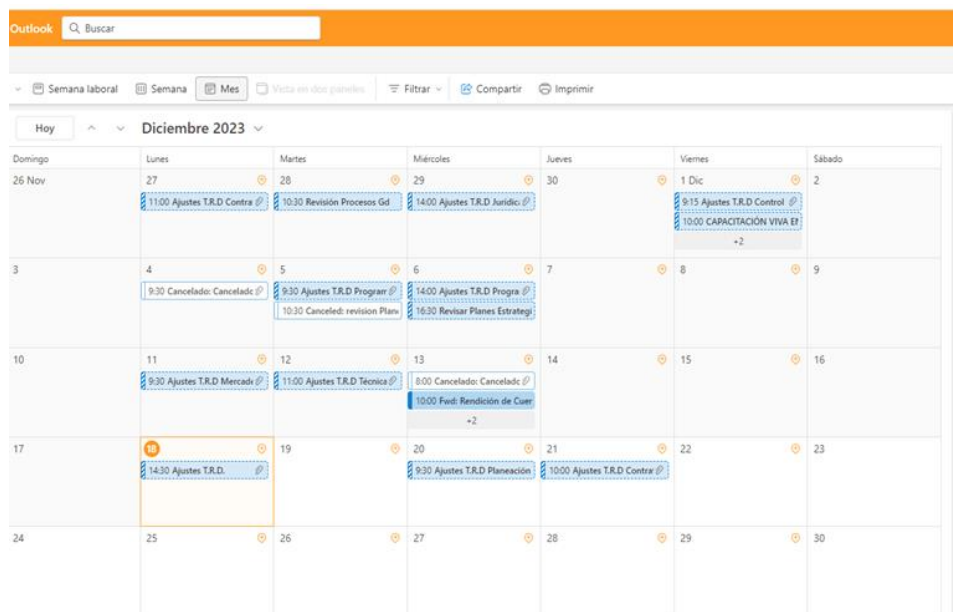 Outlook Buscar
Semana laboral Semana Mes Vista en dos paneles Filtrar Compartir Imprimir
Hoy Diciembre 2023
Domingo Lunes Martes Miércoles Jueves Viernes Sábado
26 Nov 27 28 29 30 1 Dic 2
11:00 Ajustes T.R.D Contra 10:30 Revisión Procesos Gd 14:00 Ajustes T.R.D Juridic 9:15 Ajustes T.R.D Control
10:00 CAPACITACIÓN VIVA
+2
3 4 5 6 7 8 9
9:30 Cancelado: Cancelado 9:30 Ajustes T.R.D Program 14:00 Ajustes T.R.D Progra
10:30 Canceled: revision Plane 16:30 Revisar Planes Estrategi
10 11 12 13 14 15 16
9:30 Ajustes T.R.D Mercade 11:00 Ajustes T.R.D Técnica 8:00 Cancelado: Cancelado
10:00 Fwd: Rendición de Cuer
+2
17 18 19 20 21 22 23
14:30 Ajustes T.R.D. 9:30 Ajustes T.R.D Planeación 10:00 Ajustes T.R.D Contra
24 25 26 27 28 29 30